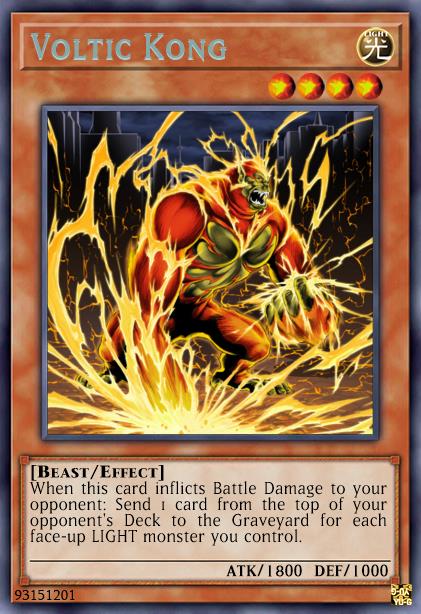 Voltic Kong
LIGHT
光
[Beast/Effect]
When this card inflicts Battle Damage to your
opponent: Send 1 card from the top of your
opponent's Deck to the Graveyard for each
face-up LIGHT monster you control.
ATK/1800 DEF/1000
93151201